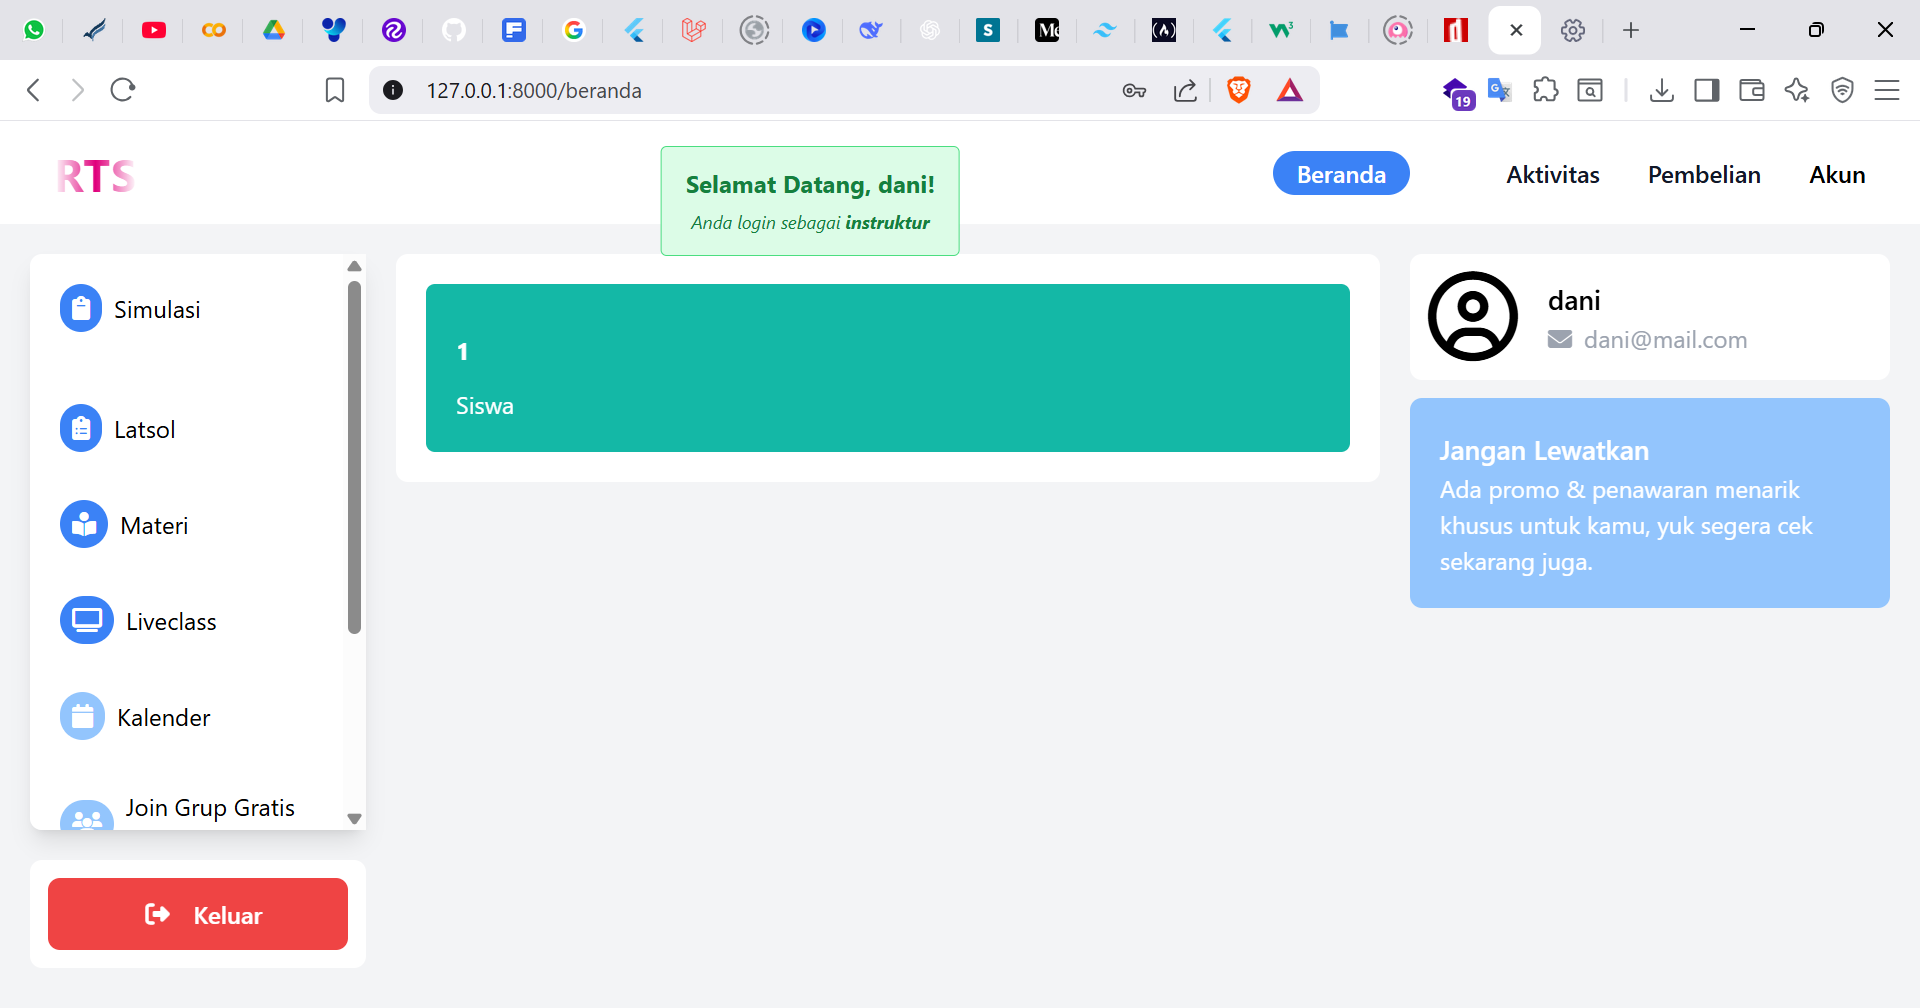 127.0.0.1:8000/beranda
19
RTS
Selamat Datang, dani!
Anda login sebagai instruktur
Beranda
Aktivitas
Pembelian
Akun
Simulasi
Latsol
Materi
Liveclass
Kalender
Join Grup Gratis
Keluar
1
Siswa
dani
dani@mail.com
Jangan Lewatkan
Ada promo & penawaran menarik
khusus untuk kamu, yuk segera cek
sekarang juga.